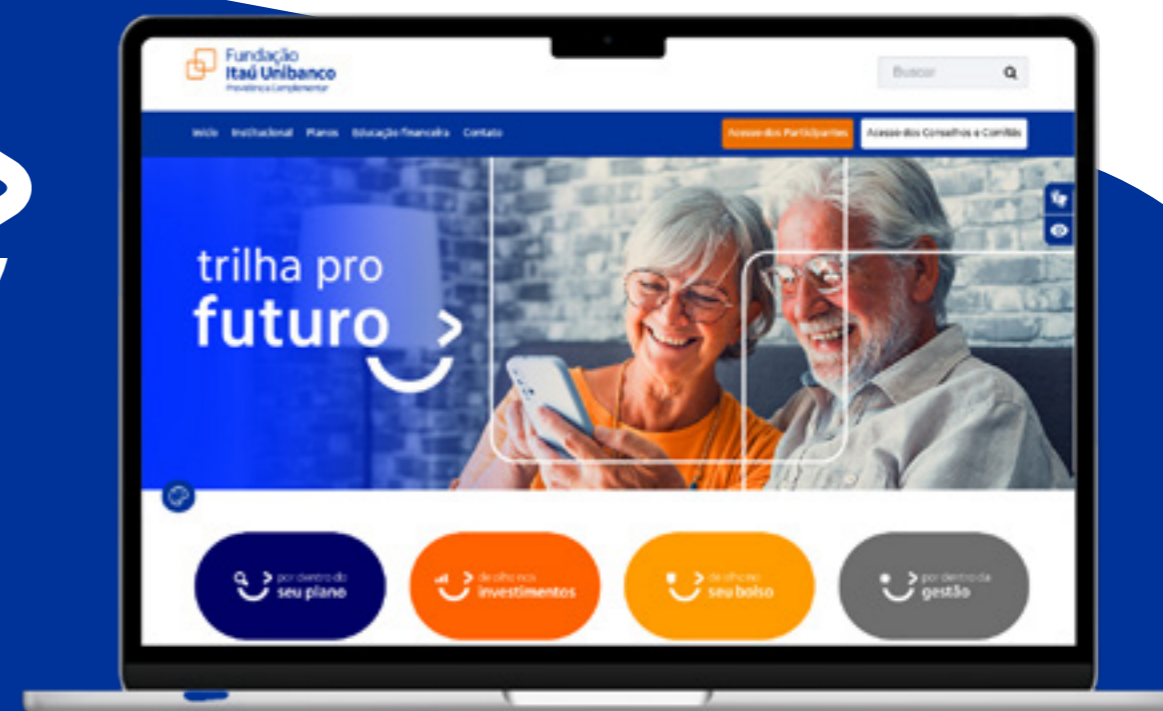 Fundação
Itaú Unibanco
Previdência Complementar
Buscar
Início Institucional Planos Educação financeira Contato
Acesso dos Participantes
Acesso dos Conselhos e Comitês
trilha pro
futuro
por dentro do
seu plano
de olho nos
investimentos
de olho no
seu bolso
por dentro da
gestão